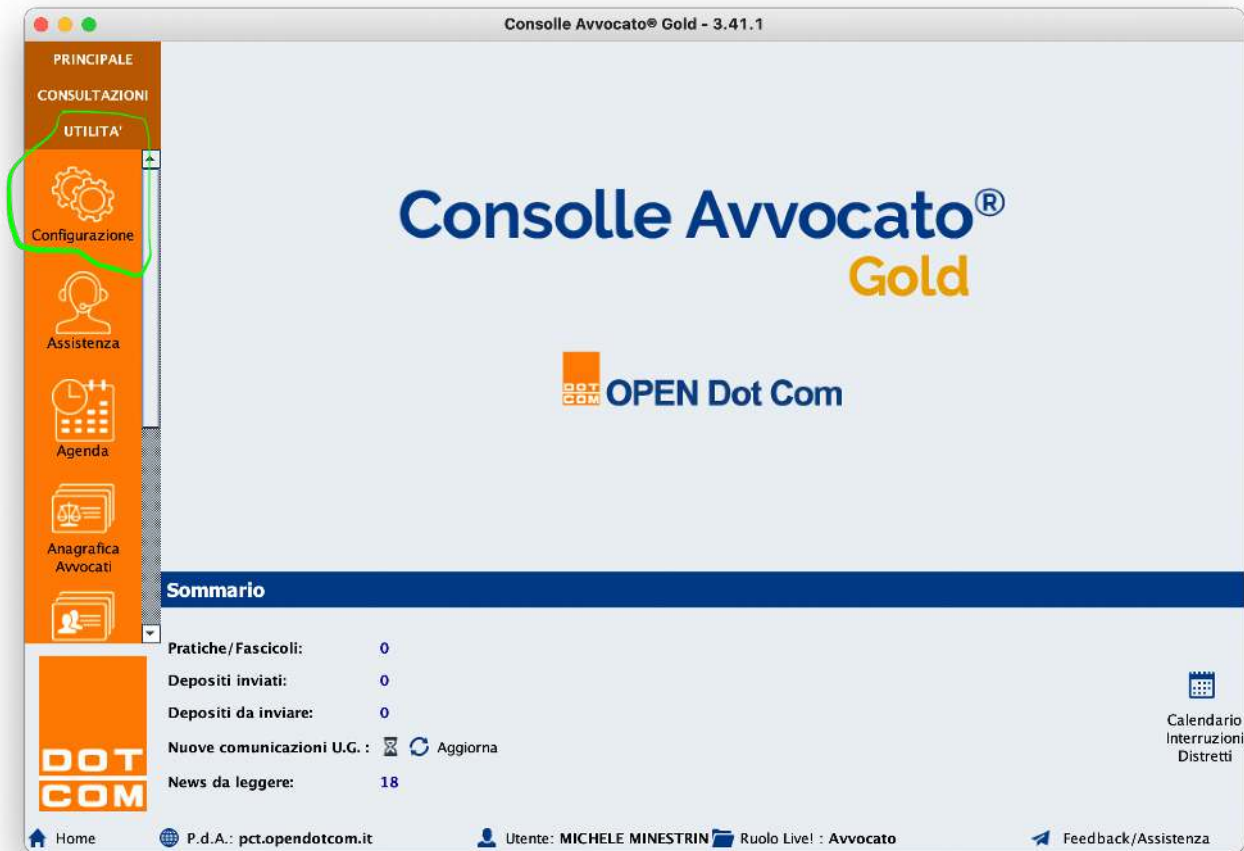 Consolle Avvocato® Gold - 3.41.1
PRINCIPALE
CONSULTAZIONI
UTILITA'
Configurazione
Assistenza
Agenda
Anagrafica
Avvocati
Consolle Avvocato®
Gold
DOT
COM
OPEN Dot Com
Sommario
Pratiche/Fascicoli: 0
Depositi inviati: 0
Depositi da inviare: 0
Nuove comunicazioni U.G. : Aggiorna
News da leggere: 18
Calendario
Interruzioni
Distretti
DOT
COM
Home P.d.A.: pct.opendotcom.it Utente: MICHELE MINESTRIN Ruolo Live! : Avvocato Feedback/Assistenza